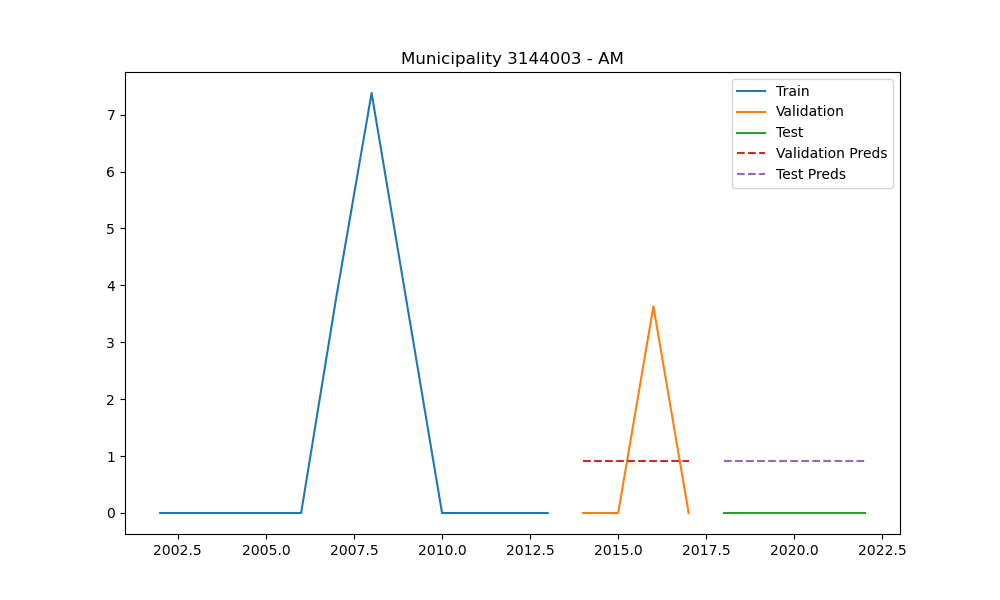 Municipality 3144003 - AM
Train
Validation
Test
Validation Preds
Test Preds
7
6
5
4
3
2
1
0
2002.5 2005.0 2007.5 2010.0 2012.5 2015.0 2017.5 2020.0 2022.5